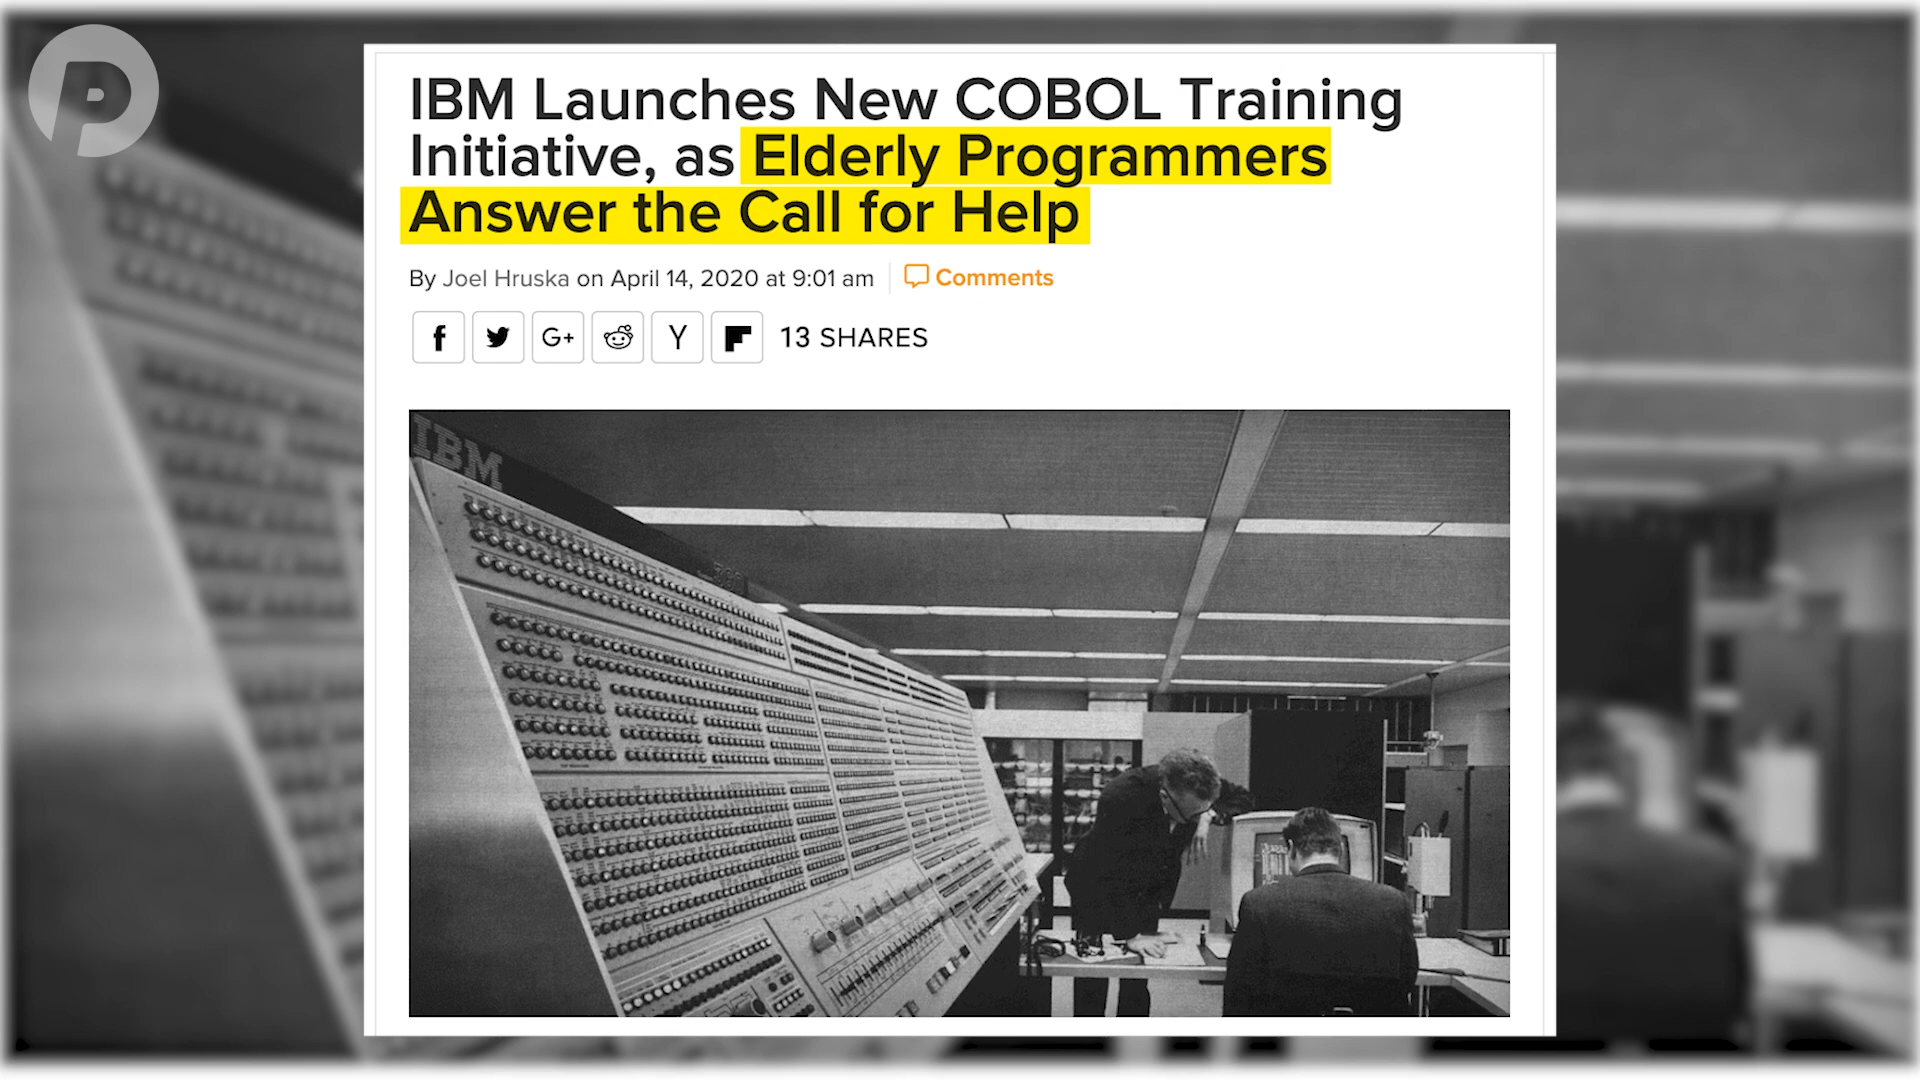 IBM Launches New COBOL Training
Initiative, as Elderly Programmers
Answer the Call for Help
By Joel Hruska on April 14, 2020 at 9:01 am Comments
f G+ Y 13 SHARES
IBM